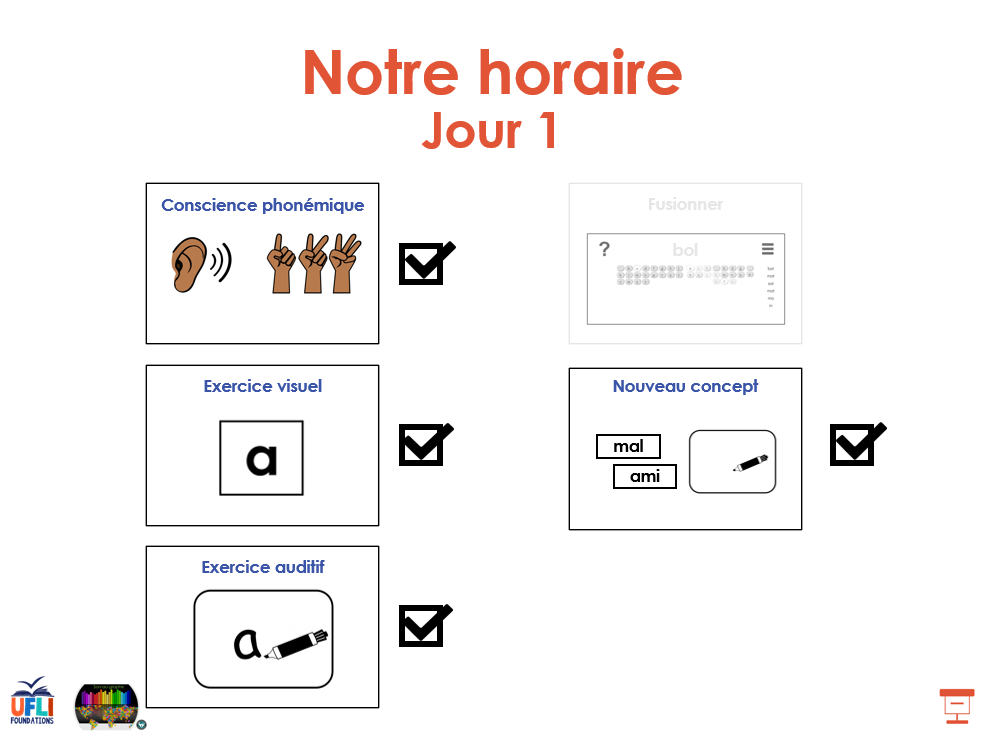 Notre horaire
Jour 1
Conscience phonémique
Exercice visuel
a
Exercice auditif
a
Fusionner
?
bol
Nouveau concept
mal
ami
UFLI
FOUNDATIONS